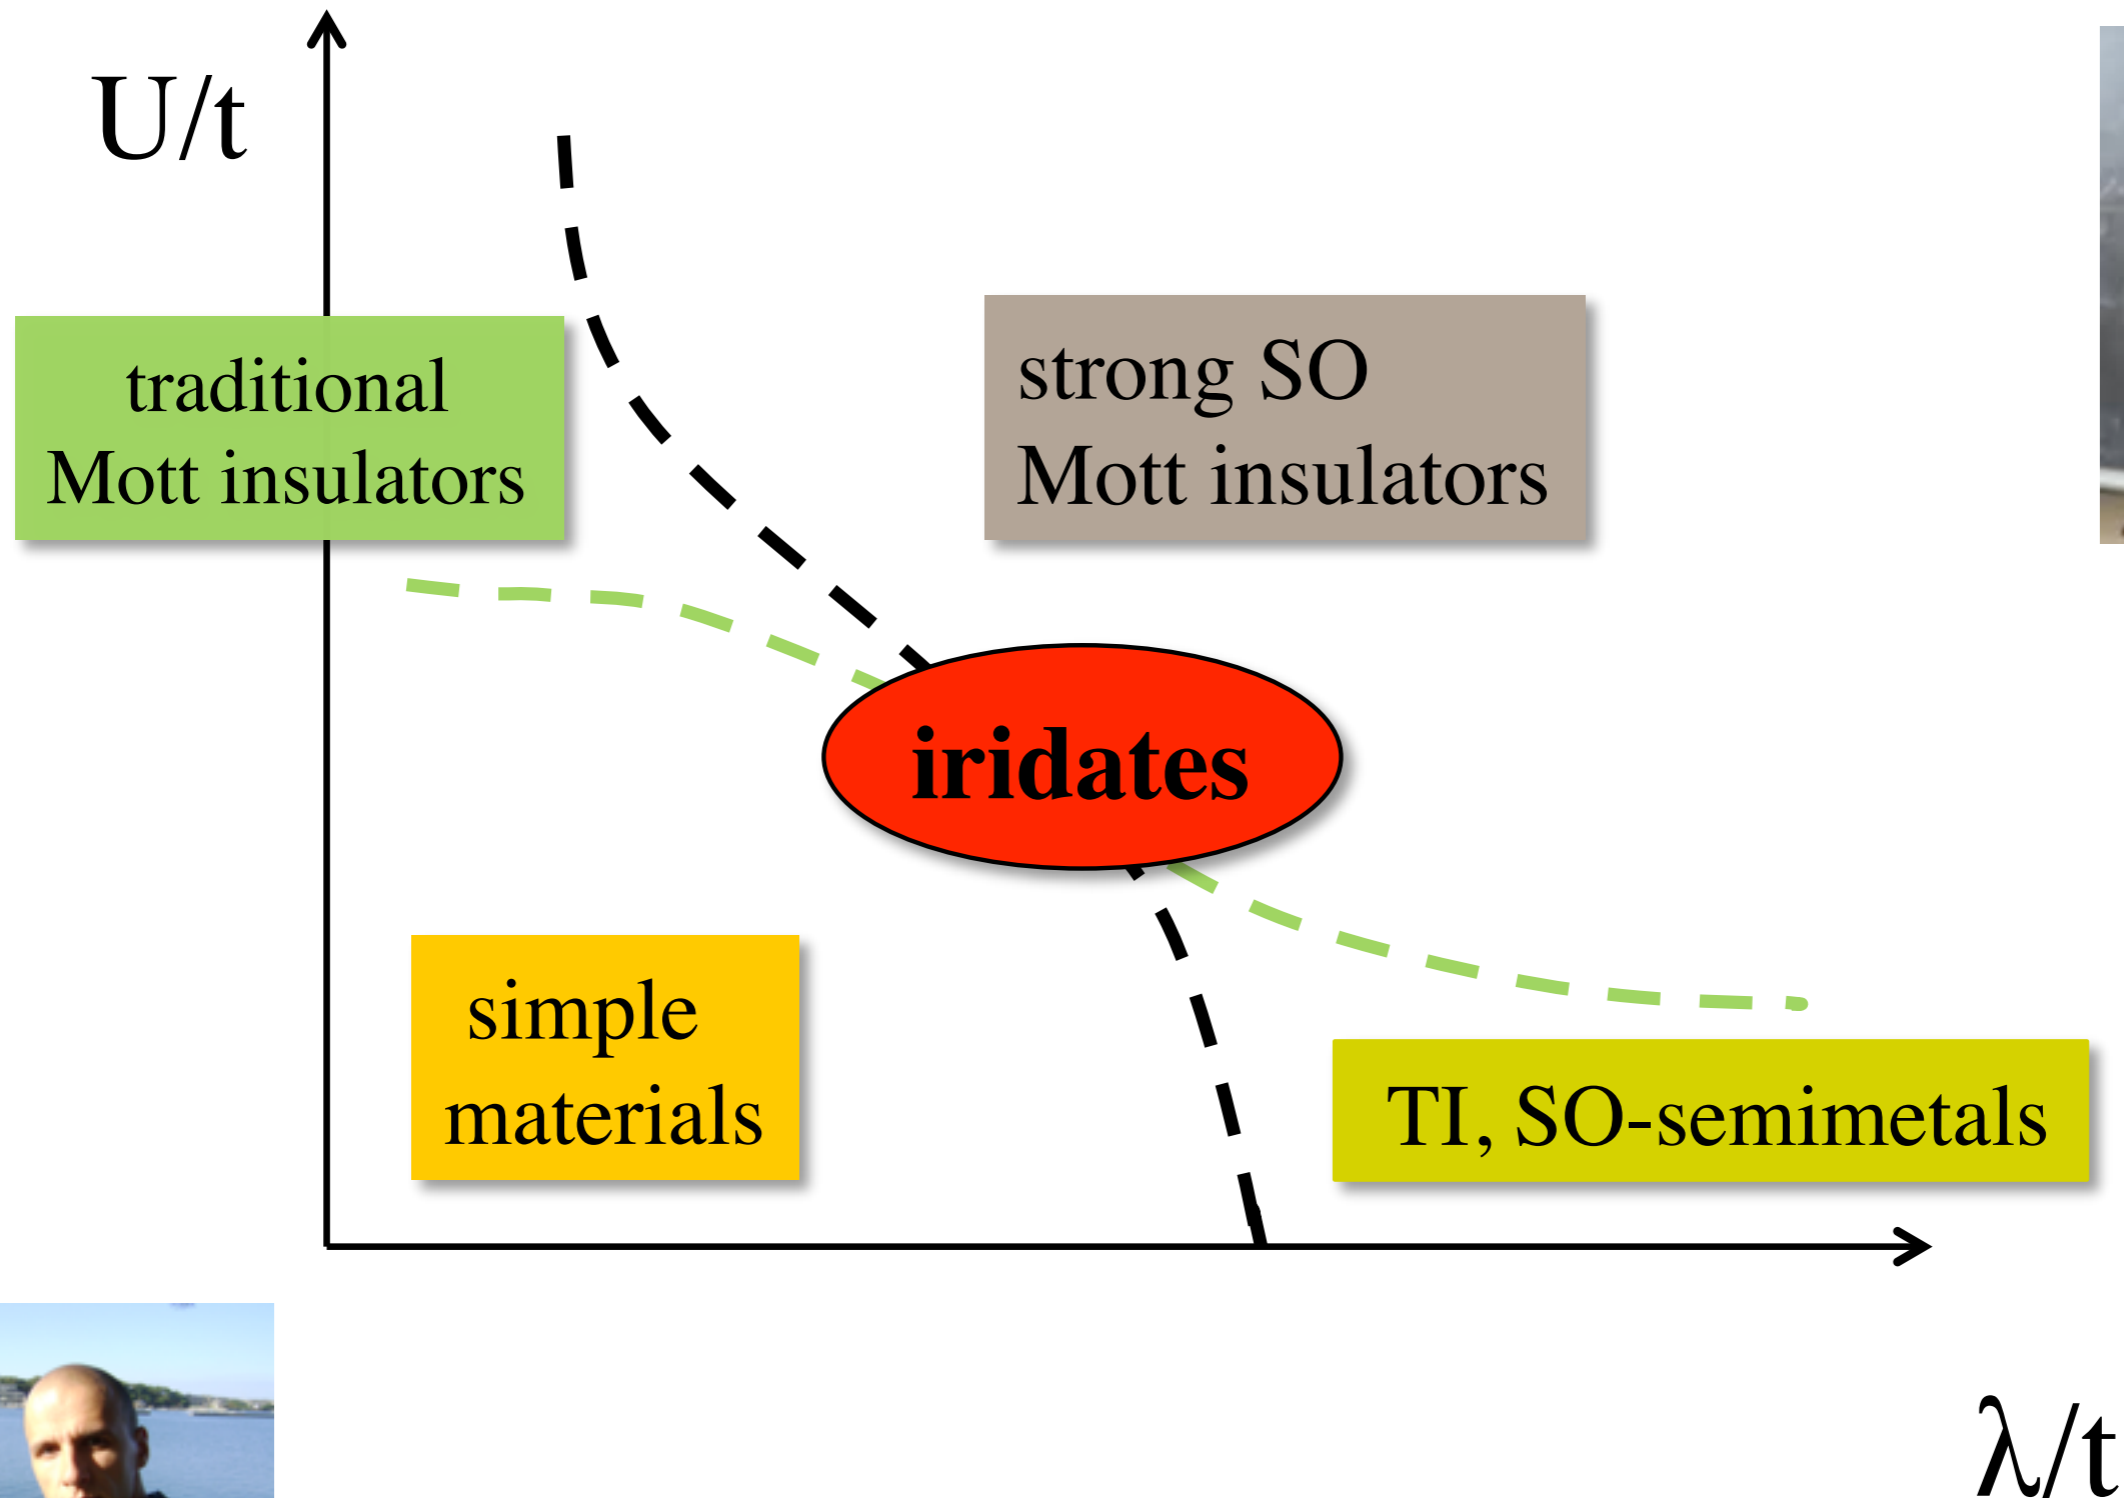 U/t
traditional
Mott insulators
strong SO
Mott insulators
iridates
simple
materials
TI, SO-semimetals
λ/t